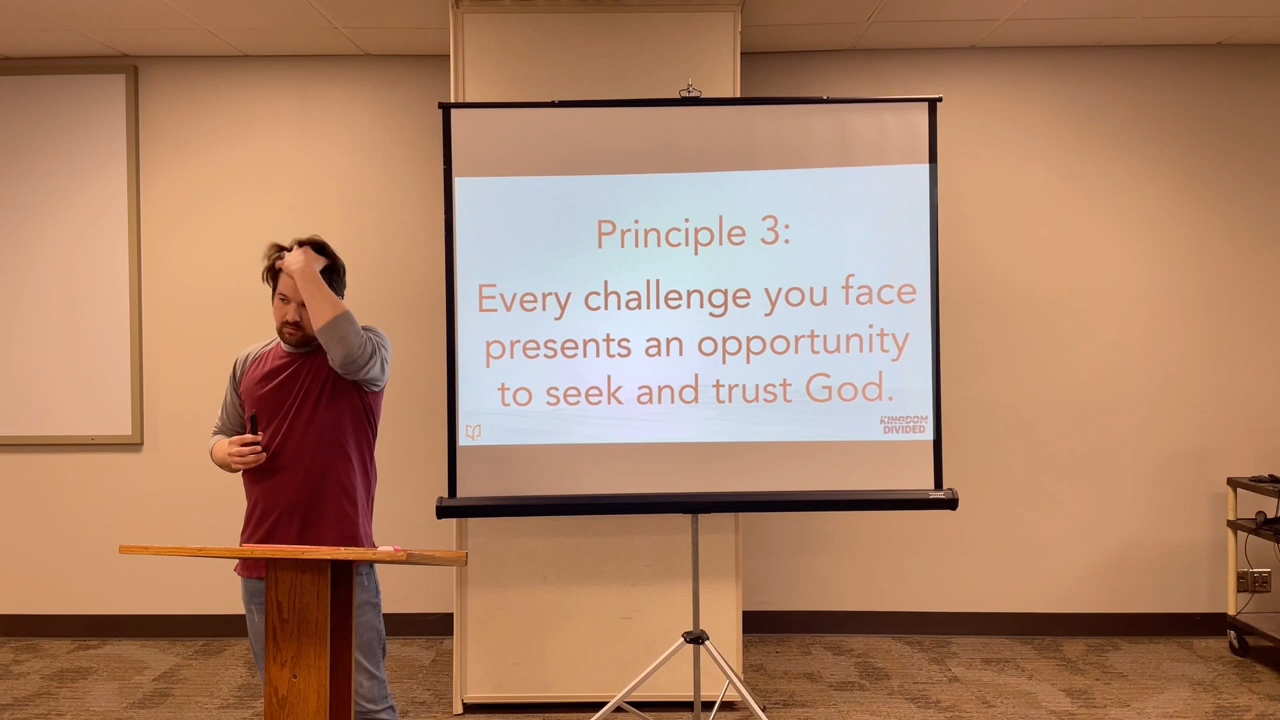 Principle 3:
Every challenge you face
presents an opportunity
to seek and trust God.
KINGDOM
DIVIDED